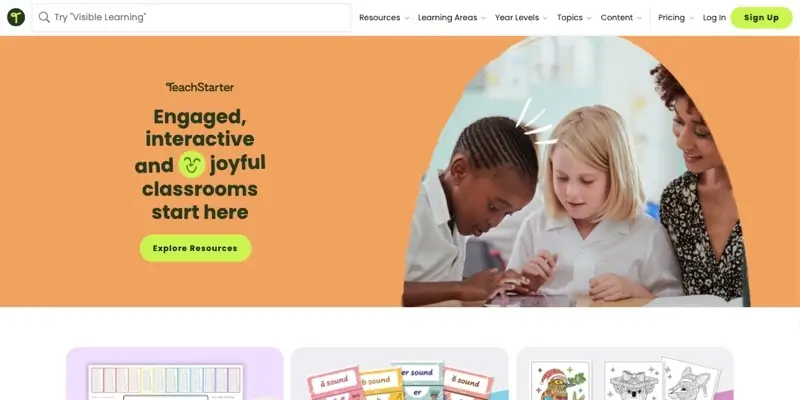 Try "Visible Learning"
Resources
Learning Areas
Year Levels
Topics
Content
Pricing
Log In
Sign Up
TeachStarter
Engaged,
interactive
and joyful
classrooms
start here
Explore Resources
ā sound
er sound
er